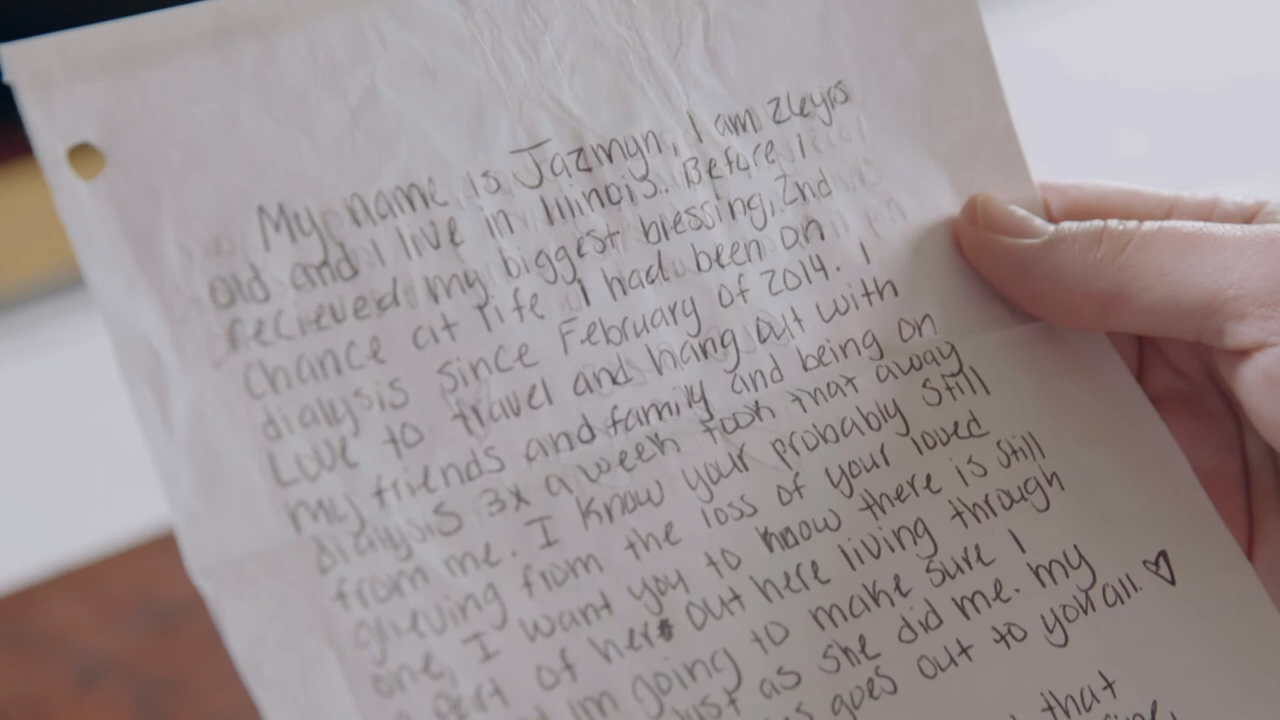 My name is Jazmyn, I am 26yrs
old and I live in Illinois. Before I
recieved my biggest blessing, 2nd
chance at life I had been on
dialysis since February of 2014. I
Love to travel and hang out with
my friends and family and being on
dialysis 3x a week took that away
from me. I know your probably still
grieving from the loss of your loved
one, I want you to know there is still
a part of hers out here living through
im going to make sure I
just as she did me. my
goes out to you all. ♡
that